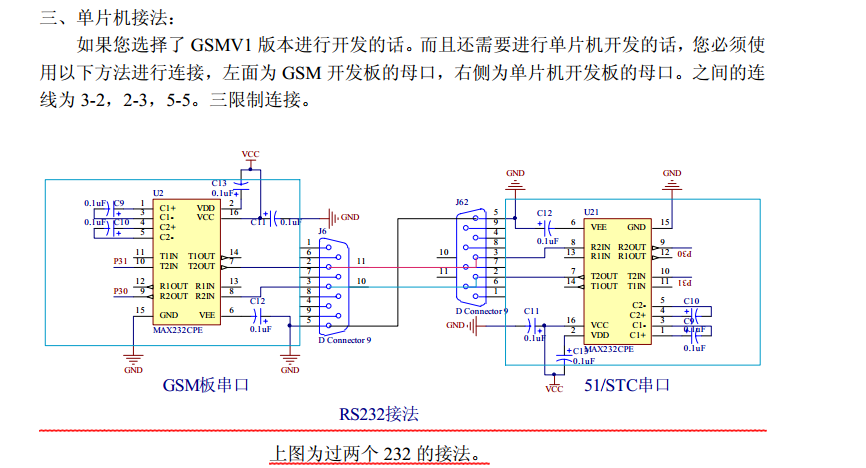 三、单片机接法:
如果您选择了 GSMV1 版本进行开发的话。而且还需要进行单片机开发的话,您必须使
用以下方法进行连接,左面为 GSM 开发板的母口,右侧为单片机开发板的母口。之间的连
线为 3-2,2-3,5-5。三限制连接。
VCC
C13
0.1uF
U2
0.1uF C9
0.1uF C10
1 C1+ VDD 2
3 C1- VCC 16
4 C2+
5 C2-
11 T1IN T1OUT 14
P31 10 T2IN T2OUT 7
12 R1OUT R1IN 13
P30 9 R2OUT R2IN 8
15 GND VEE 6
MAX232CPE
C11 0.1uF
GND
C12
0.1uF
GND
GND
J6
1
6
2
7
3
8
4
9
5
11
10
D Connector 9
GSM板串口
J62
5
9
4
8
3
7
2
6
1
10
11
D Connector 9
GND
GND
C12
0.1uF
U21
6 VEE GND 15
8 R2IN R2OUT 9
13 R1IN R1OUT 12
P30
7 T2OUT T2IN 10
14 T1OUT T1IN 11
P31
C2- 5
C2+ 4
16 VCC C1- 3
2 VDD C1+ 1
MAX232CPE
C10
C9
0.1uF
0.1uF
GND
C11
0.1uF
C13
0.1uF
VCC
51/STC串口
RS232接法
上图为过两个 232 的接法。